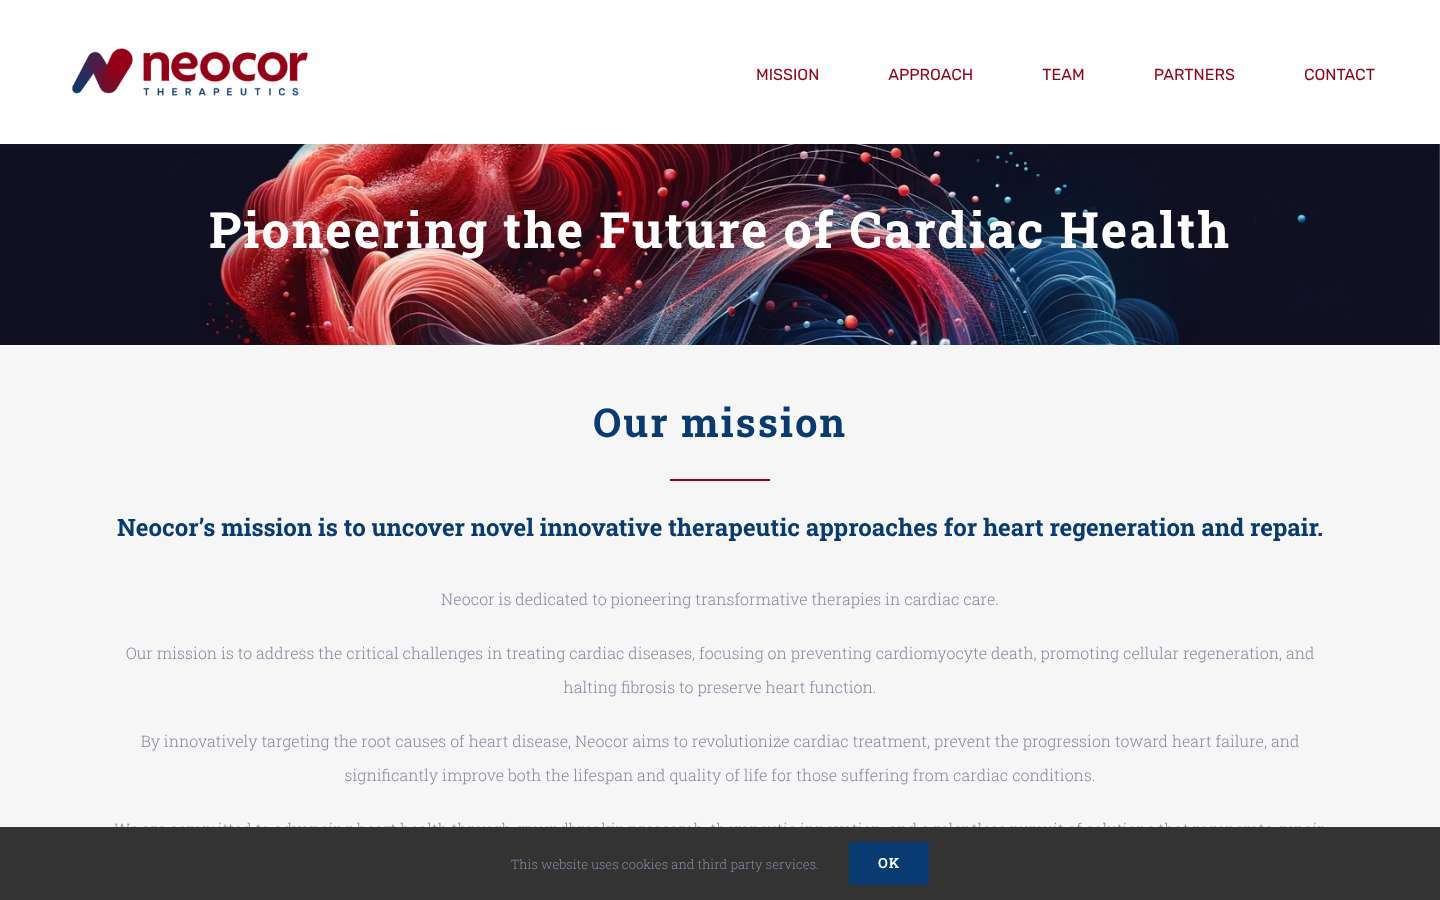 neocor
THERAPEUTICS
MISSION
APPROACH
TEAM
PARTNERS
CONTACT
Pioneering the Future of Cardiac Health
Our mission
Neocor’s mission is to uncover novel innovative therapeutic approaches for heart regeneration and repair.
Neocor is dedicated to pioneering transformative therapies in cardiac care.
Our mission is to address the critical challenges in treating cardiac diseases, focusing on preventing cardiomyocyte death, promoting cellular regeneration, and
halting fibrosis to preserve heart function.
By innovatively targeting the root causes of heart disease, Neocor aims to revolutionize cardiac treatment, prevent the progression toward heart failure, and
significantly improve both the lifespan and quality of life for those suffering from cardiac conditions.
This website uses cookies and third party services.
OK